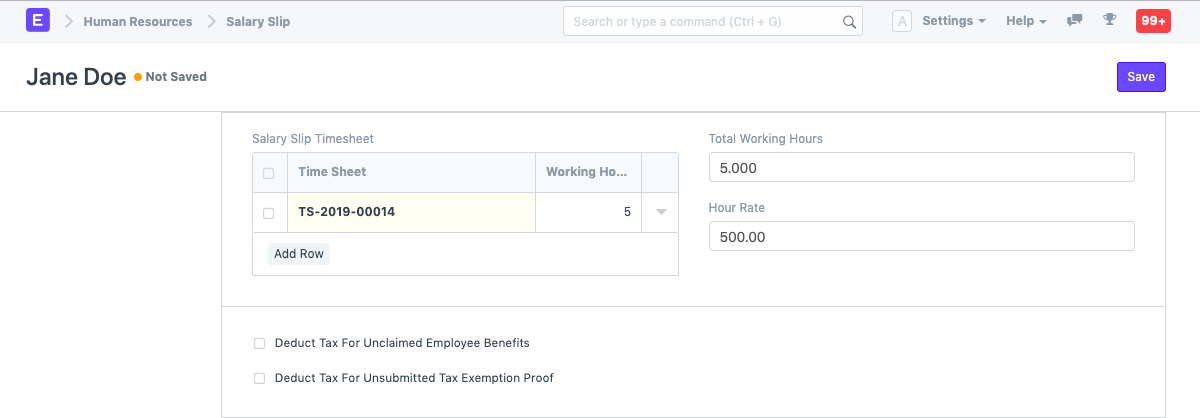 E Human Resources Salary Slip Search or type a command (Ctrl + G) A Settings Help 99+
Jane Doe Not Saved Save
Salary Slip Timesheet
Time Sheet Working Ho...
TS-2019-00014 5
Add Row
Total Working Hours
5.000
Hour Rate
500.00
Deduct Tax For Unclaimed Employee Benefits
Deduct Tax For Unsubmitted Tax Exemption Proof